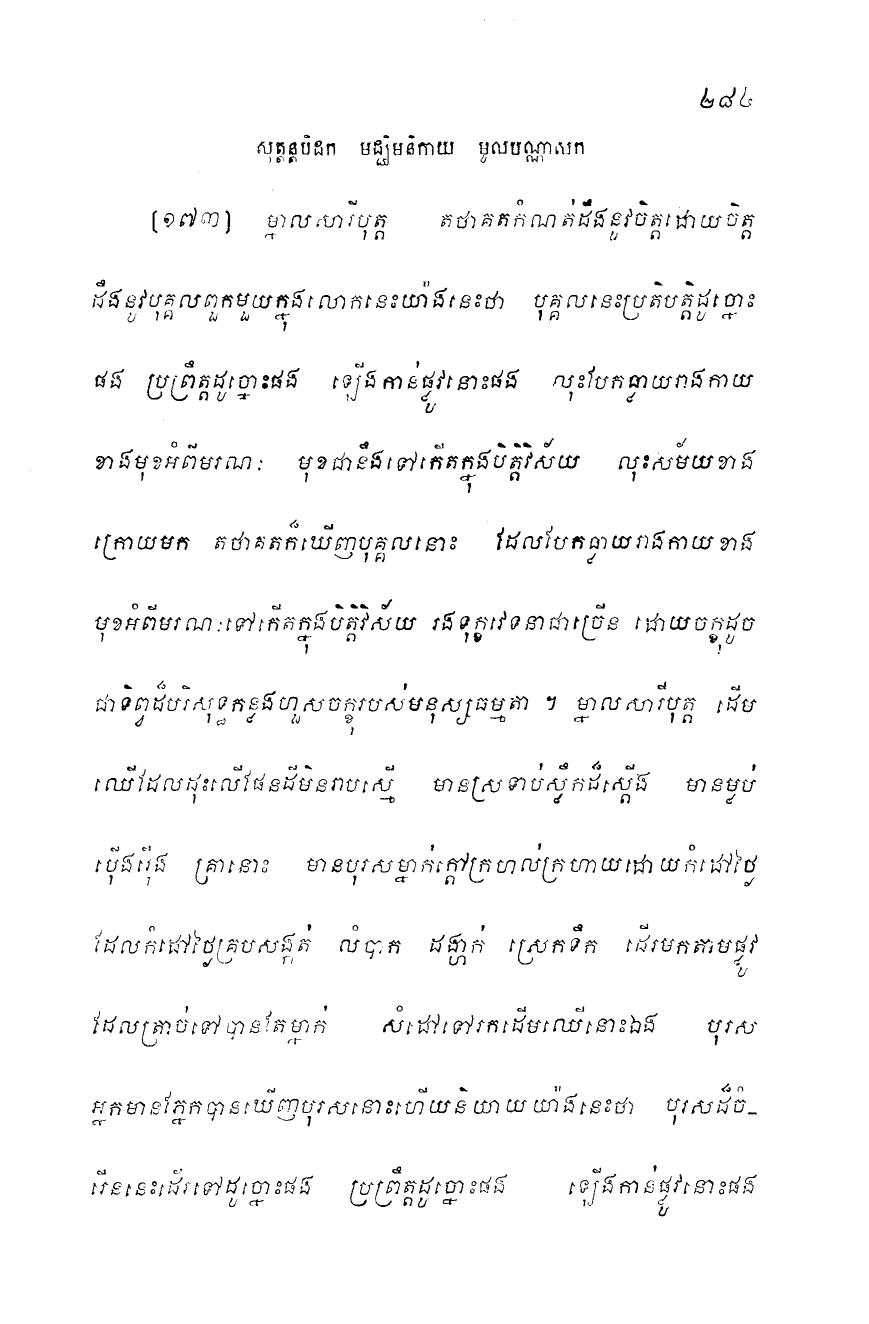 ២៨៤
សុត្តន្តបិដក មជ្ឈិមនិកាយ មូលបណ្ណាសក
[១៧៣] ម្នាលសារីបុត្ត តថាគតកំណត់ដឹងនូវចិត្តដោយចិត្ត
ដឹងនូវបុគ្គលពួកមួយក្នុងលោកនេះយ៉ាងនេះថា បុគ្គលនេះប្រតិបត្តិដូច្នោះ
ផង ប្រព្រឹត្តដូច្នោះផង ឡើងកាន់ផ្លូវនោះផង លុះបែកធ្លាយរាងកាយ
ខាងមុខអំពីមរណៈ មុខជានឹងទៅកើតក្នុងបិត្តិវិស័យ លុះសម័យខាង
ក្រោយមក តថាគតក៏ឃើញបុគ្គលនោះ ដែលបែកធ្លាយរាងកាយខាង
មុខអំពីមរណៈទៅកើតក្នុងបិត្តិវិស័យ រងទុក្ខវេទនាជាច្រើន ដោយចក្ខុដូច
ជាទិព្វដ៏បរិសុទ្ធកន្លងហួសចក្ខុរបស់មនុស្សធម្មតា ។ ម្នាលសារីបុត្ត ដើម
ឈើដែលដុះលើផែនដីមិនរាបស្មើ មានស្រទាប់ស្លឹកដ៏ស្តើង មានម្លប់
ប៉ើងរ៉ើង គ្រានោះ មានបុរសម្នាក់ក្តៅក្រហល់ក្រហាយដោយកំដៅថ្ងៃ
ដែលកំដៅថ្ងៃគ្របសង្កត់ លំបាក ដង្ហក់ ស្រេកទឹក ដើរមកតាមផ្លូវ
ដែលត្រាច់ទៅបានតែម្នាក់ សំដៅទៅរកដើមឈើនោះឯង បុរស
អ្នកមានភ្នែកបានឃើញបុរសនោះហើយនិយាយយ៉ាងនេះថា បុរសដ៏ចំ-
រើននេះដើរទៅដូច្នោះផង ប្រព្រឹត្តដូច្នោះផង ឡើងកាន់ផ្លូវនោះផង